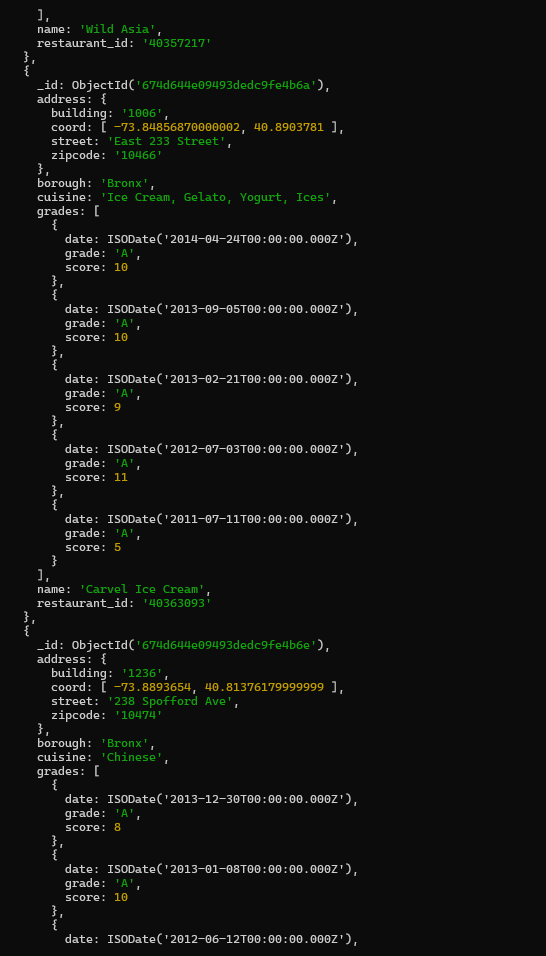 ],
name: 'Wild Asia',
restaurant_id: '40357217'
},
{
_id: ObjectId('674d644e09493dedc9fe4b6a'),
address: {
building: '1006',
coord: [ -73.84856870000002, 40.8903781 ],
street: 'East 233 Street',
zipcode: '10466'
},
borough: 'Bronx',
cuisine: 'Ice Cream, Gelato, Yogurt, Ices',
grades: [
{
date: ISODate('2014-04-24T00:00:00.000Z'),
grade: 'A',
score: 10
},
{
date: ISODate('2013-09-05T00:00:00.000Z'),
grade: 'A',
score: 10
},
{
date: ISODate('2013-02-21T00:00:00.000Z'),
grade: 'A',
score: 9
},
{
date: ISODate('2012-07-03T00:00:00.000Z'),
grade: 'A',
score: 11
},
{
date: ISODate('2011-07-11T00:00:00.000Z'),
grade: 'A',
score: 5
}
],
name: 'Carvel Ice Cream',
restaurant_id: '40363093'
},
{
_id: ObjectId('674d644e09493dedc9fe4b6e'),
address: {
building: '1236',
coord: [ -73.8893654, 40.81376179999999 ],
street: '238 Spofford Ave',
zipcode: '10474'
},
borough: 'Bronx',
cuisine: 'Chinese',
grades: [
{
date: ISODate('2013-12-30T00:00:00.000Z'),
grade: 'A',
score: 8
},
{
date: ISODate('2013-01-08T00:00:00.000Z'),
grade: 'A',
score: 10
},
{
date: ISODate('2012-06-12T00:00:00.000Z'),